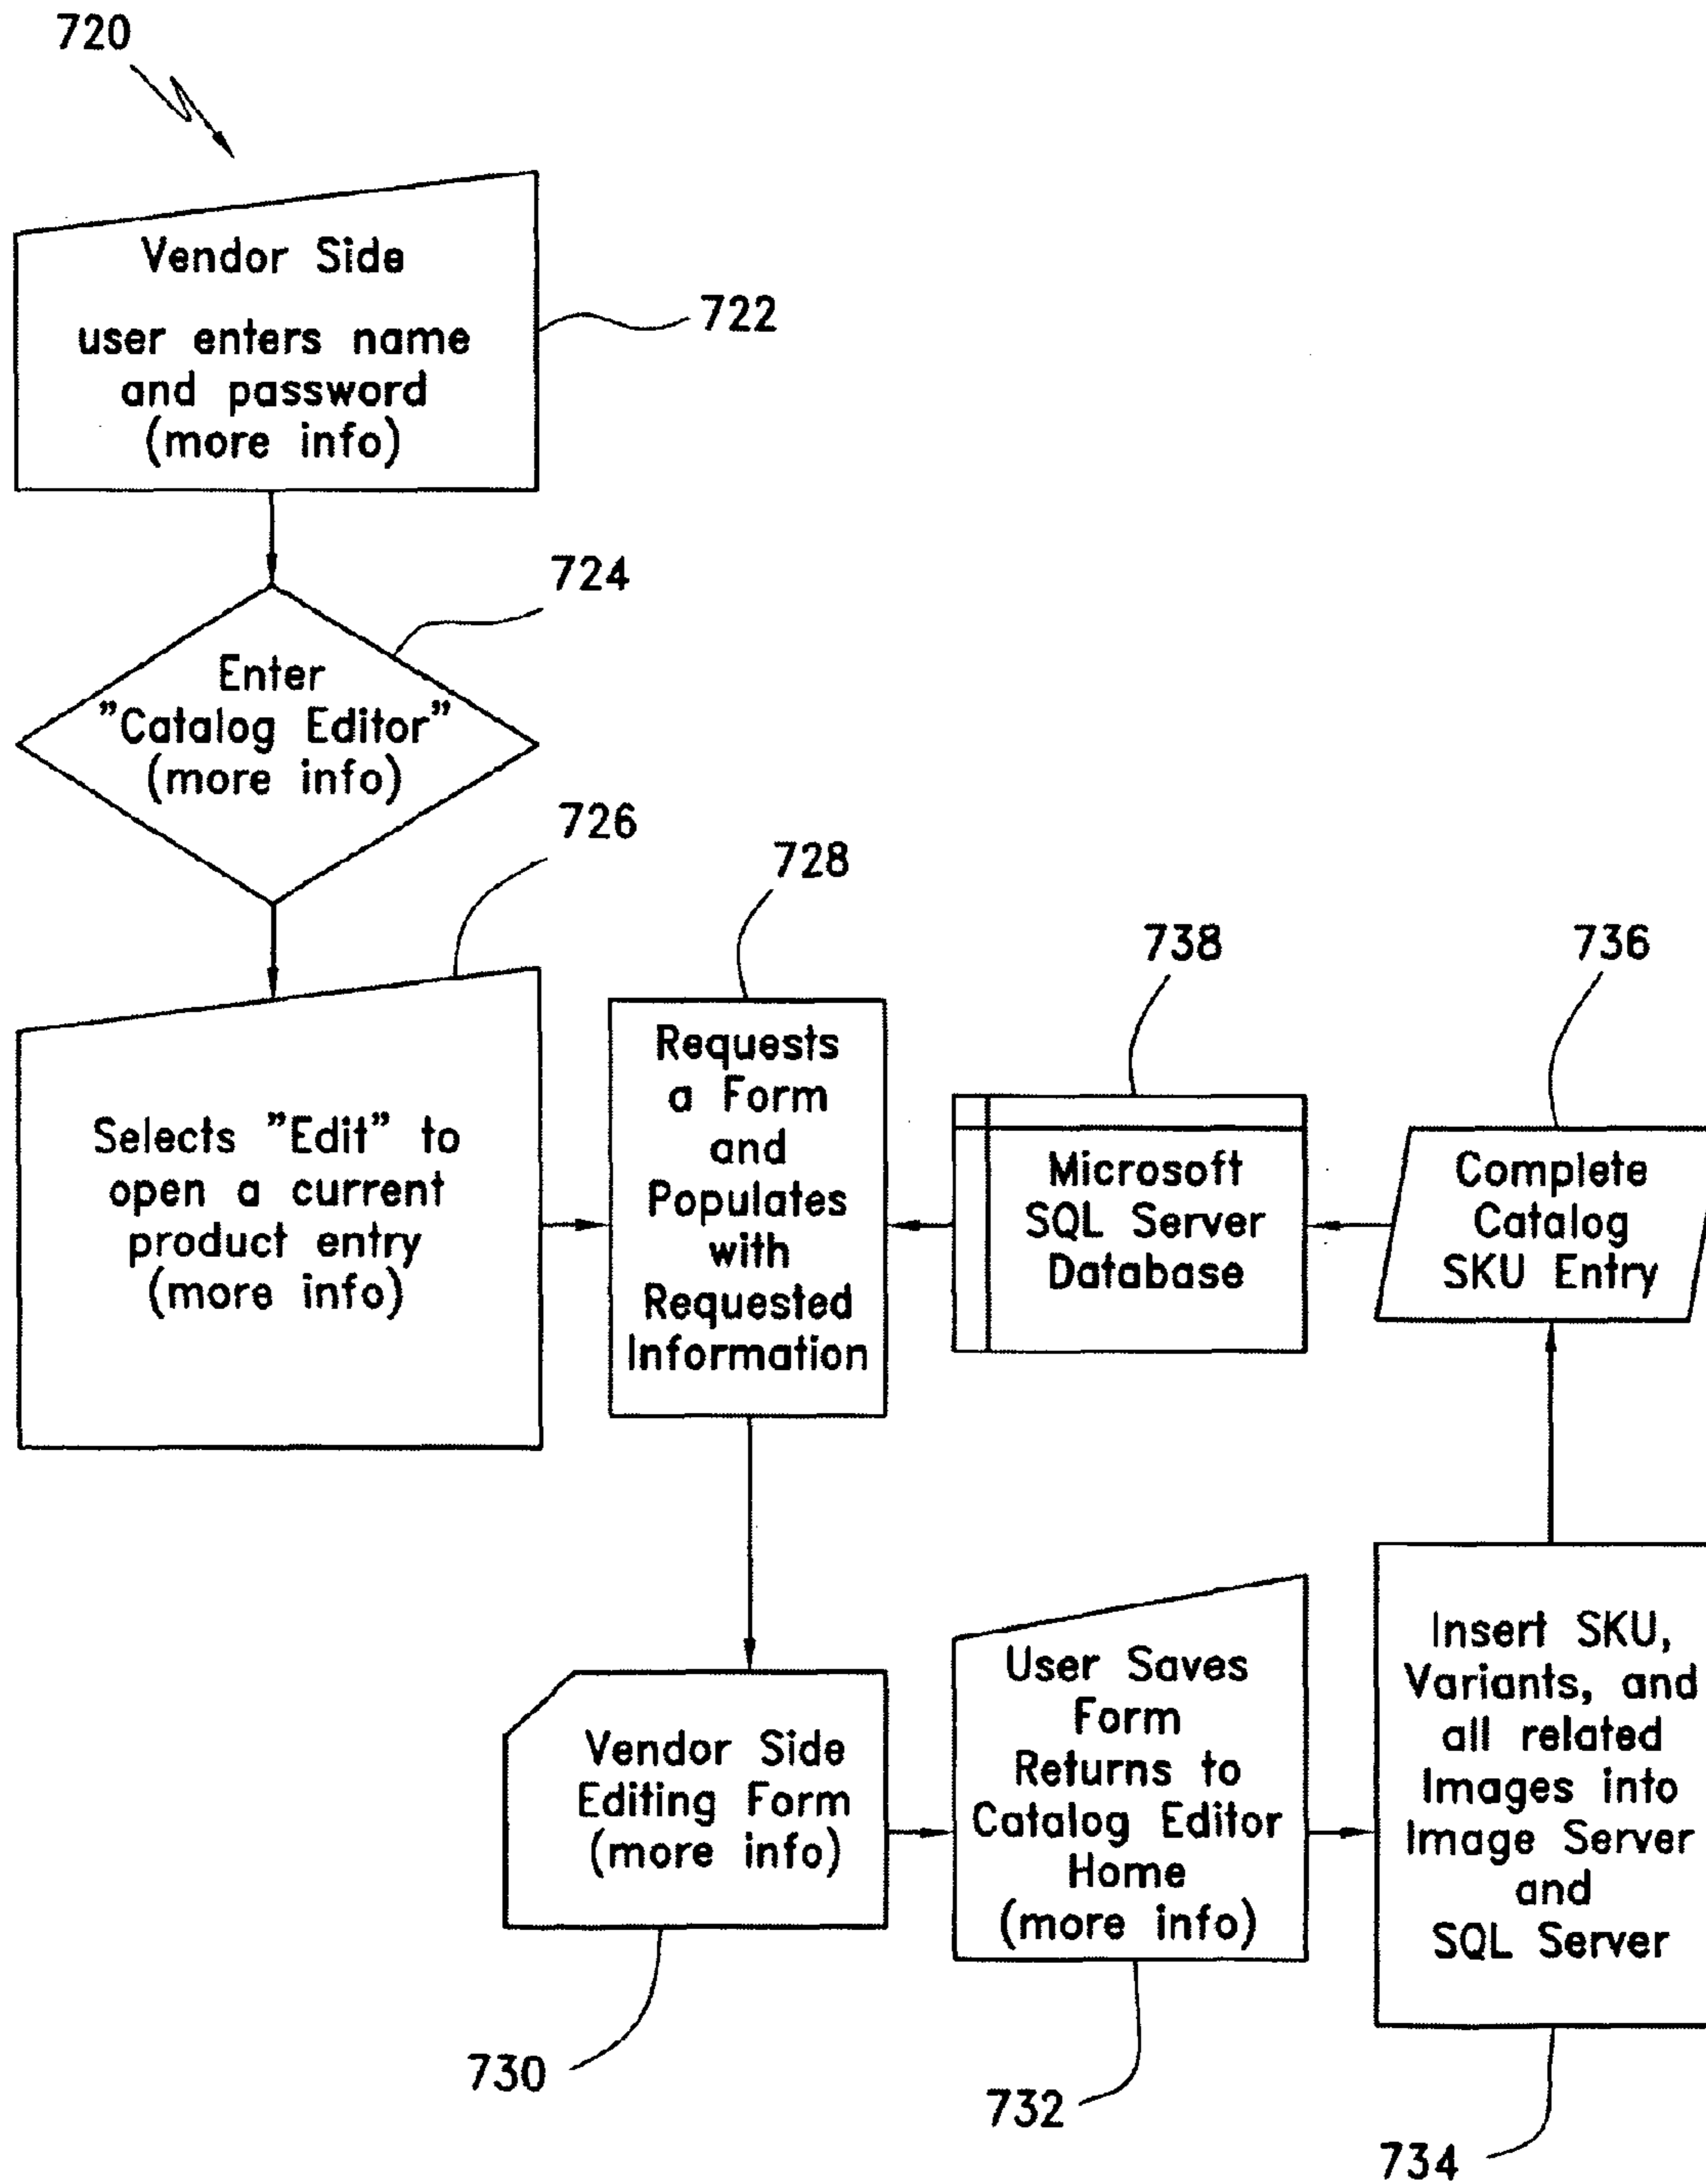 720
Vendor Side
user enters name
and password
(more info)
722
724
Enter
"Catalog Editor"
(more info)
726
Selects "Edit" to
open a current
product entry
(more info)
728
Requests
a Form
and
Populates
with
Requested
Information
738
Microsoft
SQL Server
Database
736
Complete
Catalog
SKU Entry
Vendor Side
Editing Form
(more info)
730
User Saves
Form
Returns to
Catalog Editor
Home
(more info)
732
Insert SKU,
Variants, and
all related
Images into
Image Server
and
SQL Server
734